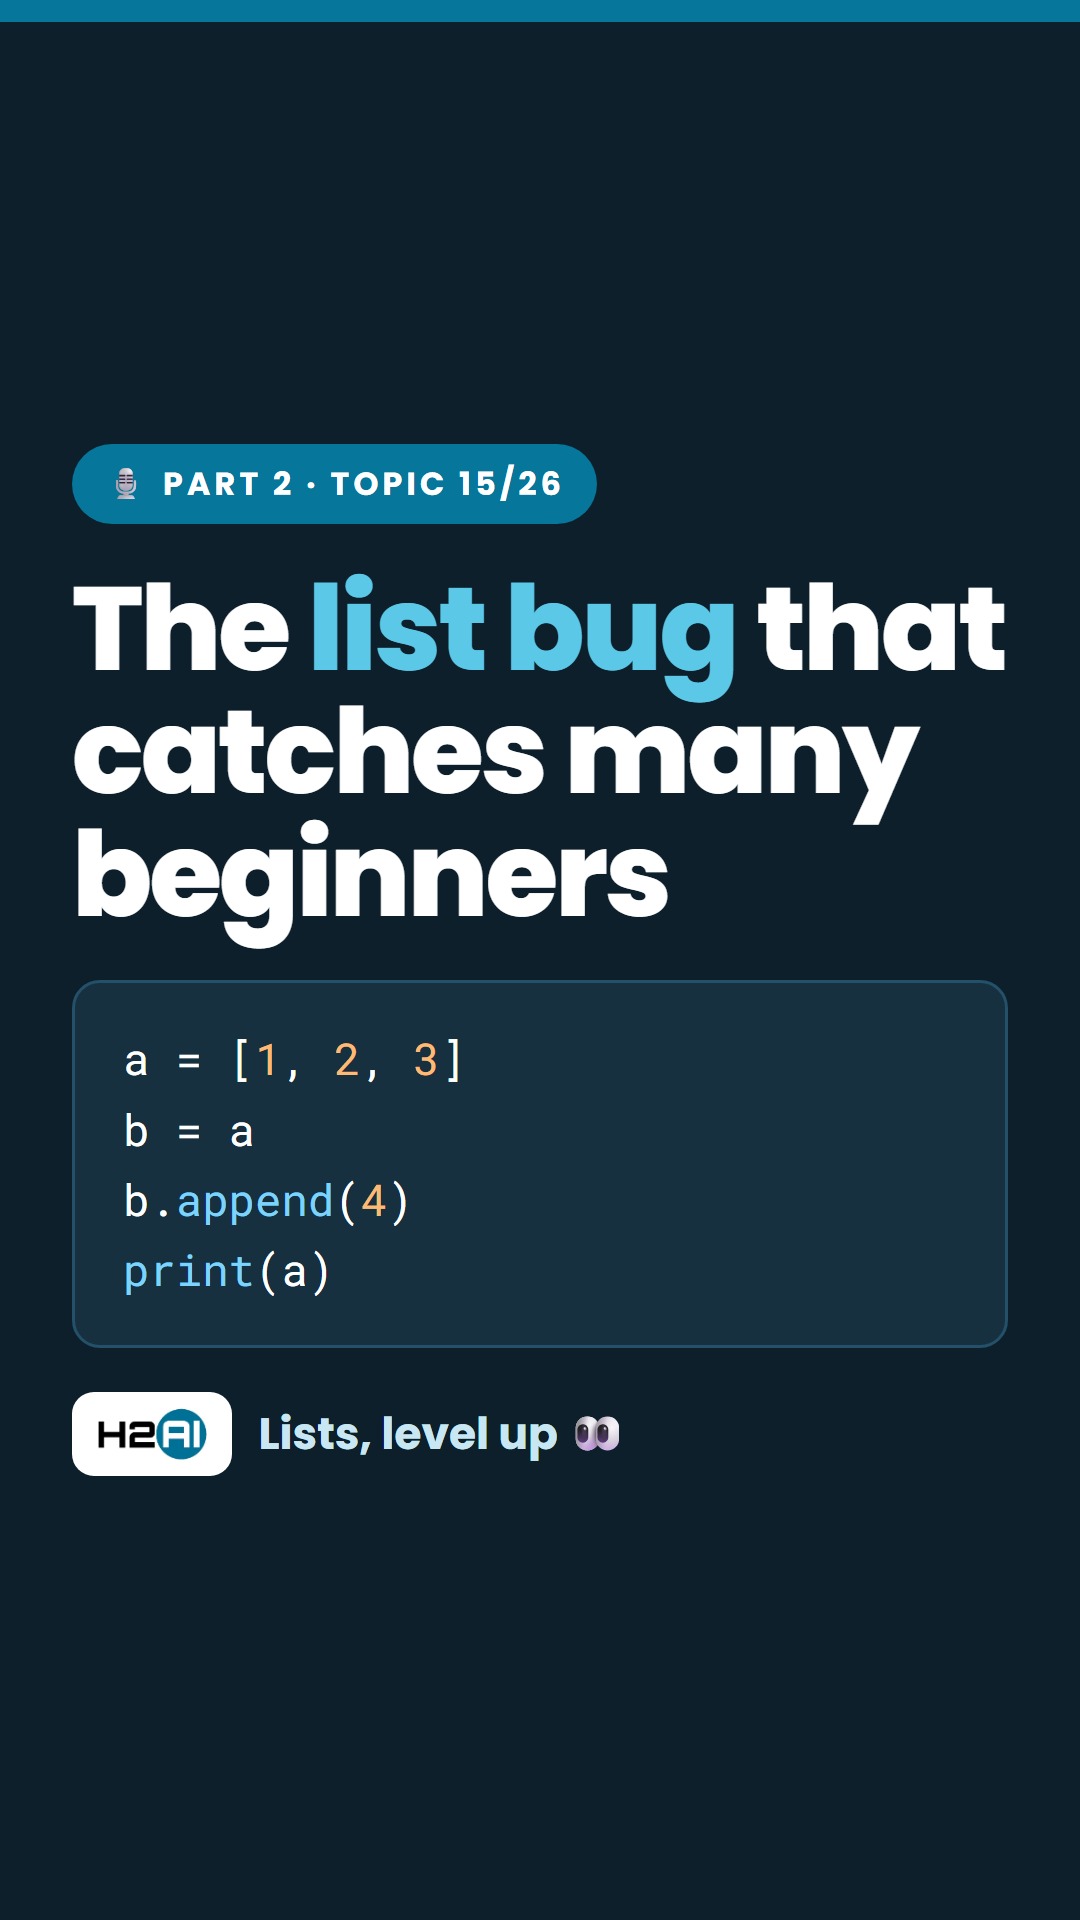 🎙️ PART 2 · TOPIC 15/26
The list bug that
catches many
beginners
a = [1, 2, 3]
b = a
b.append(4)
print(a)
H2AI Lists, level up 👀